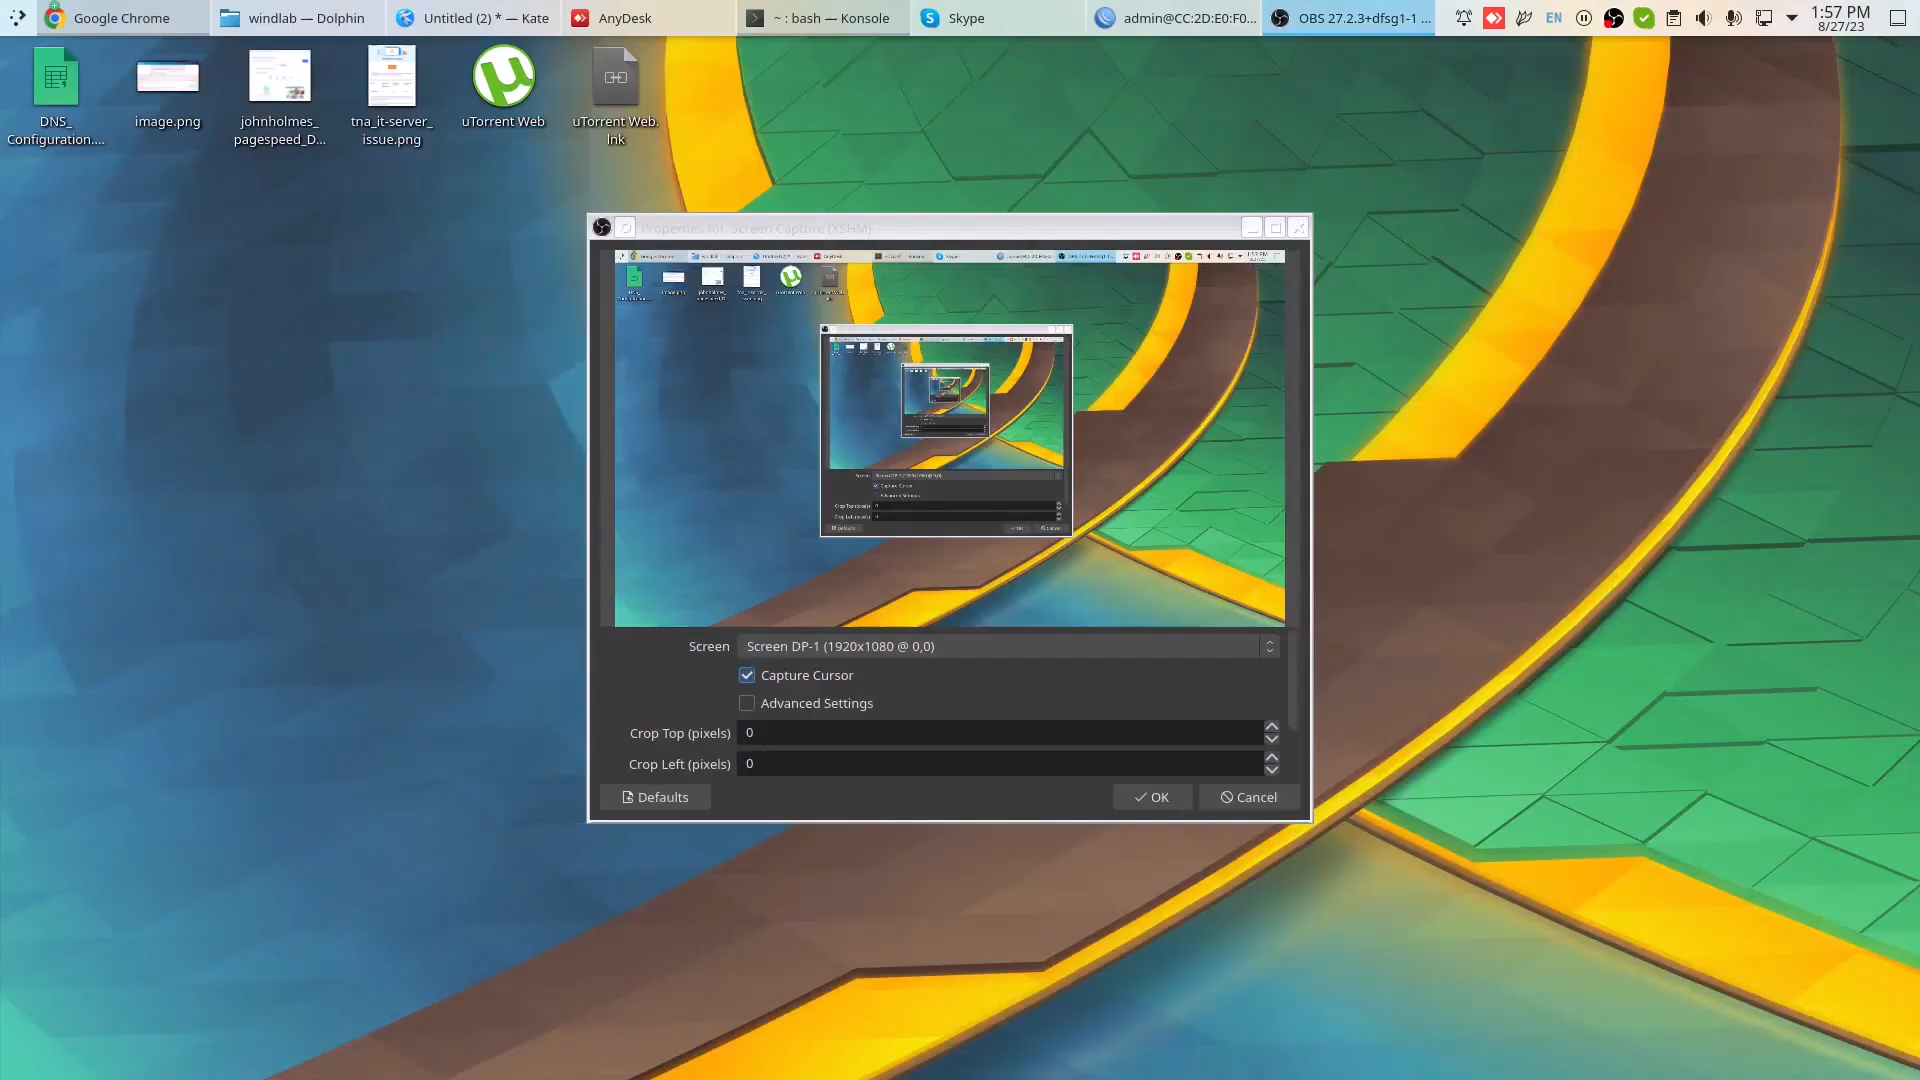 Google Chrome
windlab — Dolphin
Untitled (2) * — Kate
AnyDesk
~ : bash — Konsole
Skype
admin@CC:2D:E0:F0...
OBS 27.2.3+dfsg1-1 ...
EN
1:57 PM
8/27/23
DNS_
Configuration....
image.png
johnholmes_
pagespeed_D...
tna_it-server_
issue.png
uTorrent Web
uTorrent Web.
lnk
Properties for 'Screen Capture (XSHM)'
Screen
Screen DP-1 (1920x1080 @ 0,0)
Capture Cursor
Advanced Settings
Crop Top (pixels)
0
Crop Left (pixels)
0
Defaults
OK
Cancel